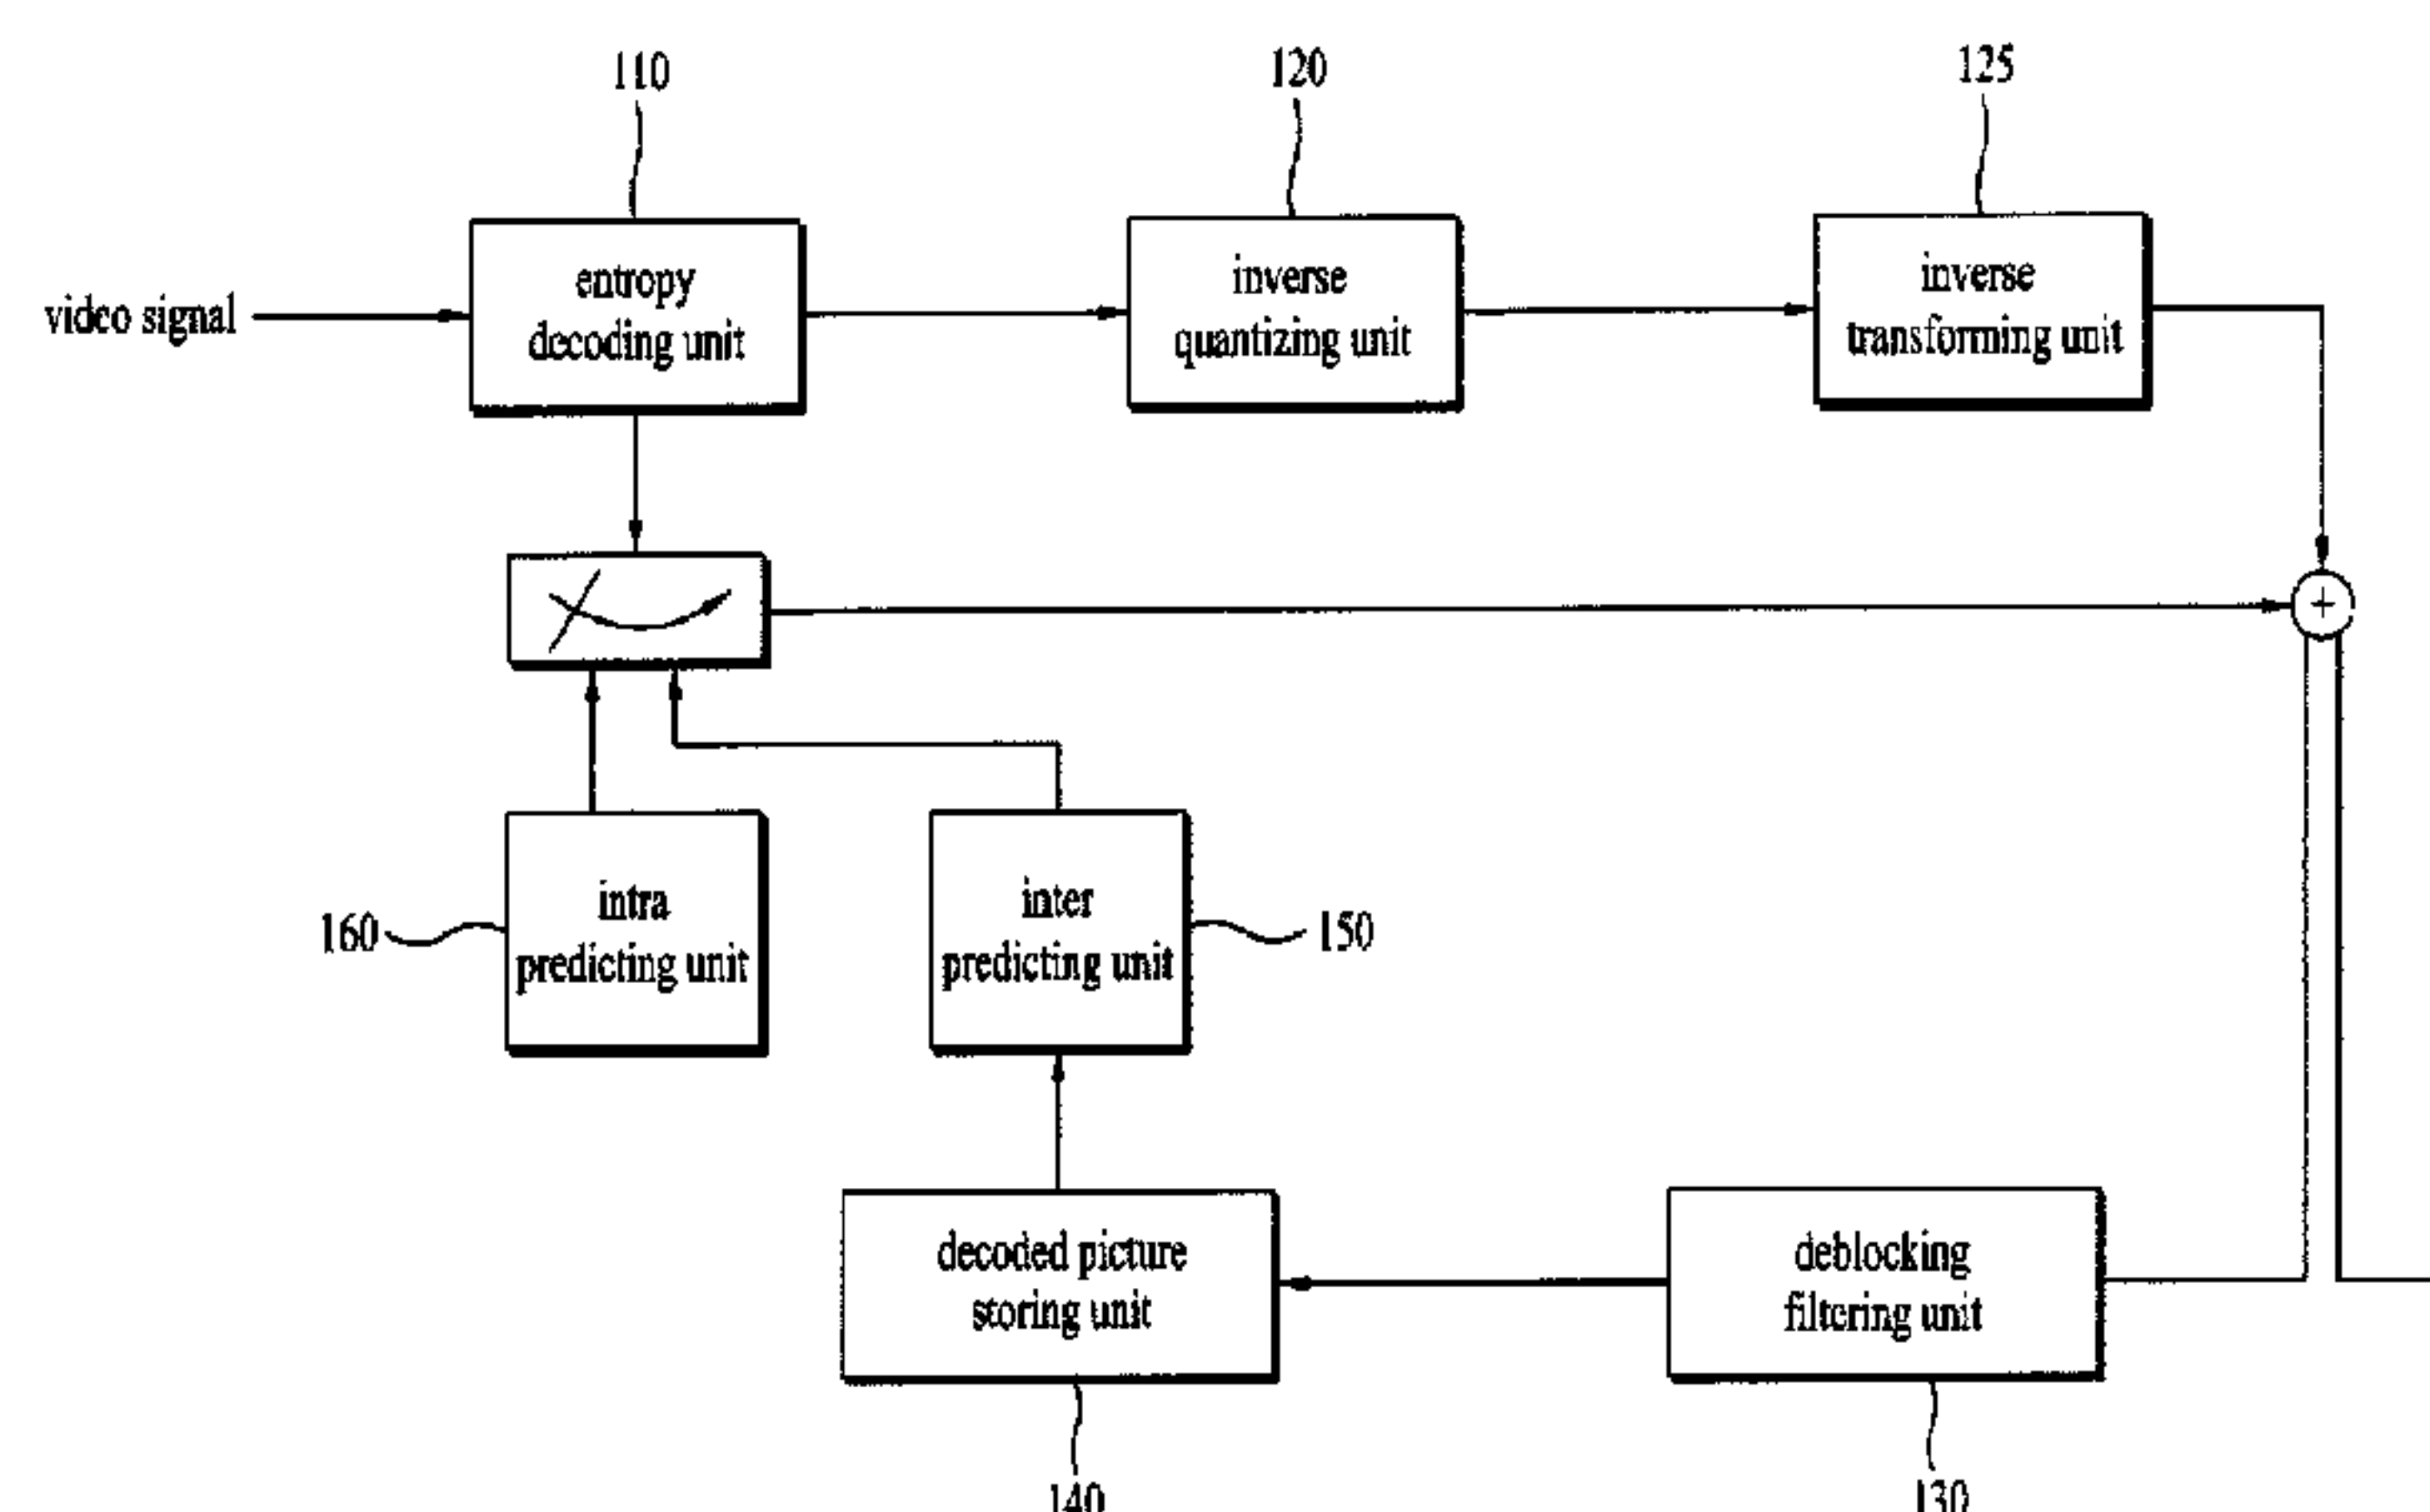 110
120
125
video signal
entropy
decoding unit
inverse
quantizing unit
inverse
transforming unit
+
160
intra
predicting unit
inter
predicting unit
150
decoded picture
storing unit
deblocking
filtering unit
140
130